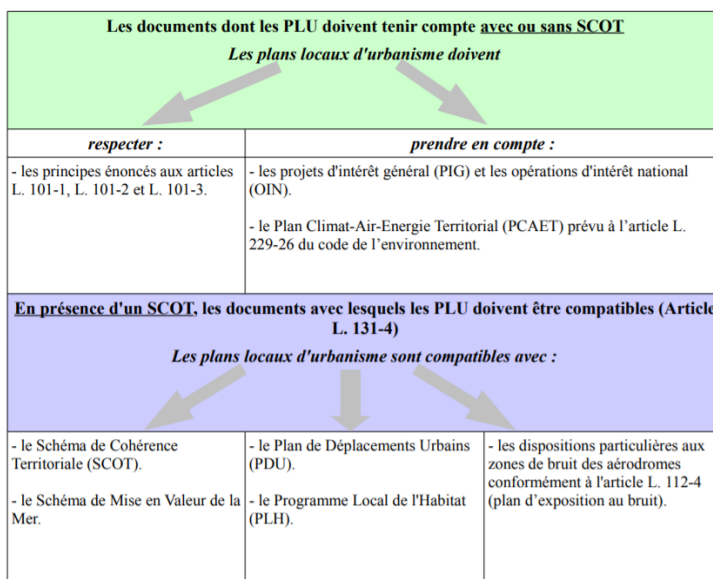 Les documents dont les PLU doivent tenir compte avec ou sans SCOT
Les plans locaux d'urbanisme doivent
respecter :
prendre en compte :
- les principes énoncés aux articles
L. 101-1, L. 101-2 et L. 101-3.
- les projets d'intérêt général (PIG) et les opérations d'intérêt national
(OIN).
- le Plan Climat-Air-Energie Territorial (PCAET) prévu à l’article L.
229-26 du code de l’environnement.
En présence d'un SCOT, les documents avec lesquels les PLU doivent être compatibles (Article
L. 131-4)
Les plans locaux d'urbanisme sont compatibles avec :
- le Schéma de Cohérence
Territoriale (SCOT).
- le Schéma de Mise en Valeur de la
Mer.
- le Plan de Déplacements Urbains
(PDU).
- le Programme Local de l'Habitat
(PLH).
- les dispositions particulières aux
zones de bruit des aérodromes
conformément à l'article L. 112-4
(plan d’exposition au bruit).